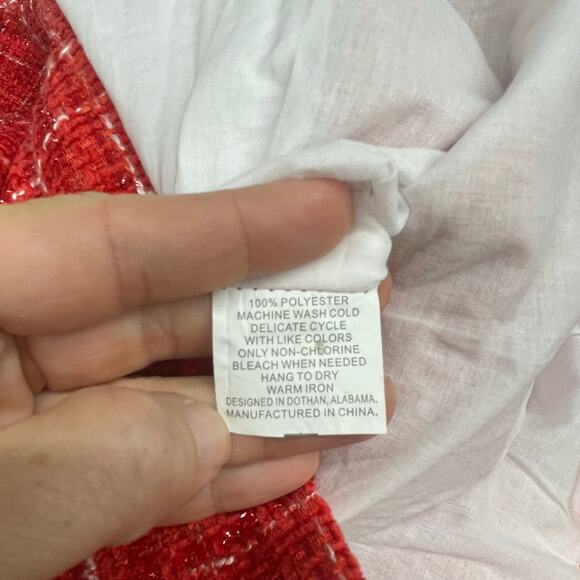 100% POLYESTER
MACHINE WASH COLD
DELICATE CYCLE
WITH LIKE COLORS
ONLY NON-CHLORINE
BLEACH WHEN NEEDED
HANG TO DRY
WARM IRON
DESIGNED IN DOTHAN, ALABAMA.
MANUFACTURED IN CHINA.